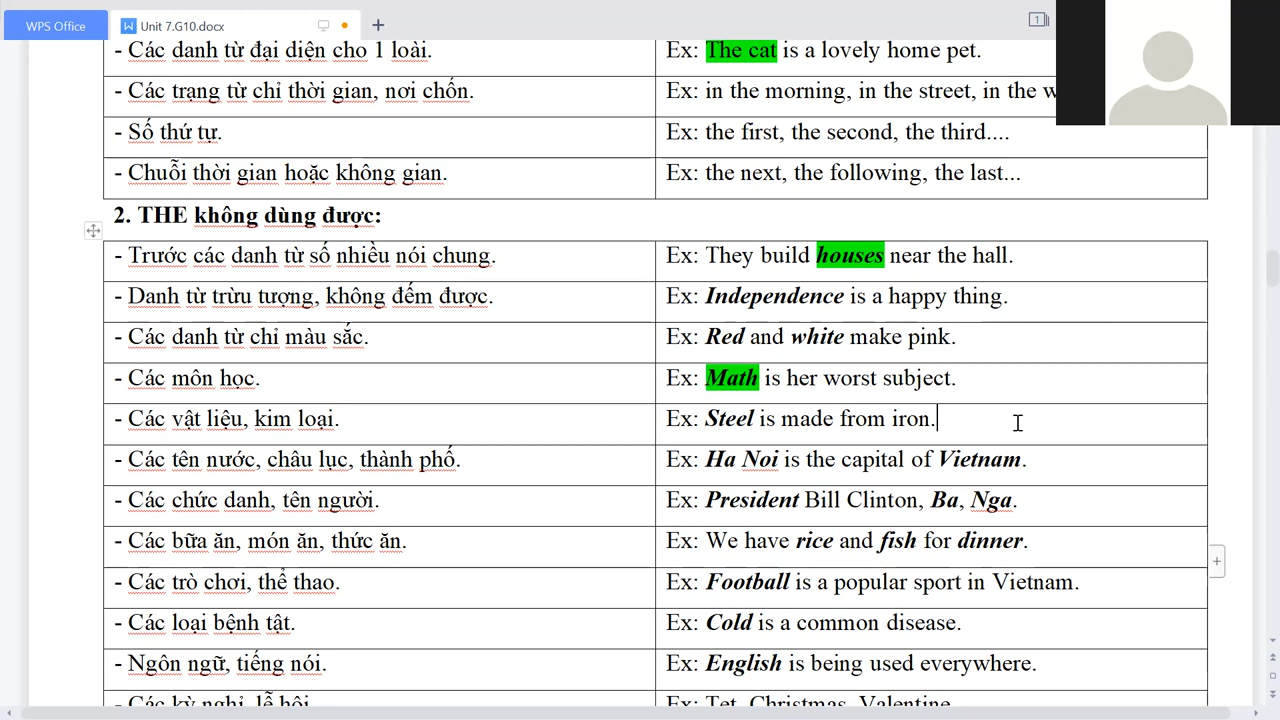 WPS Office
Unit 7.G10.docx
1
- Các danh từ đại diện cho 1 loài.
Ex: The cat is a lovely home pet.
- Các trạng từ chỉ thời gian, nơi chốn.
Ex: in the morning, in the street, in the
- Số thứ tự.
Ex: the first, the second, the third....
- Chuỗi thời gian hoặc không gian.
Ex: the next, the following, the last...
2. THE không dùng được:
- Trước các danh từ số nhiều nói chung.
Ex: They build houses near the hall.
- Danh từ trừu tượng, không đếm được.
Ex: Independence is a happy thing.
- Các danh từ chỉ màu sắc.
Ex: Red and white make pink.
- Các môn học.
Ex: Math is her worst subject.
- Các vật liệu, kim loại.
Ex: Steel is made from iron.
- Các tên nước, châu lục, thành phố.
Ex: Ha Noi is the capital of Vietnam.
- Các chức danh, tên người.
Ex: President Bill Clinton, Ba, Nga.
- Các bữa ăn, món ăn, thức ăn.
Ex: We have rice and fish for dinner.
- Các trò chơi, thể thao.
Ex: Football is a popular sport in Vietnam.
- Các loại bệnh tật.
Ex: Cold is a common disease.
- Ngôn ngữ, tiếng nói.
Ex: English is being used everywhere.
- Các kỳ nghỉ, lễ hội
Ex: Tet, Christmas, Valentine